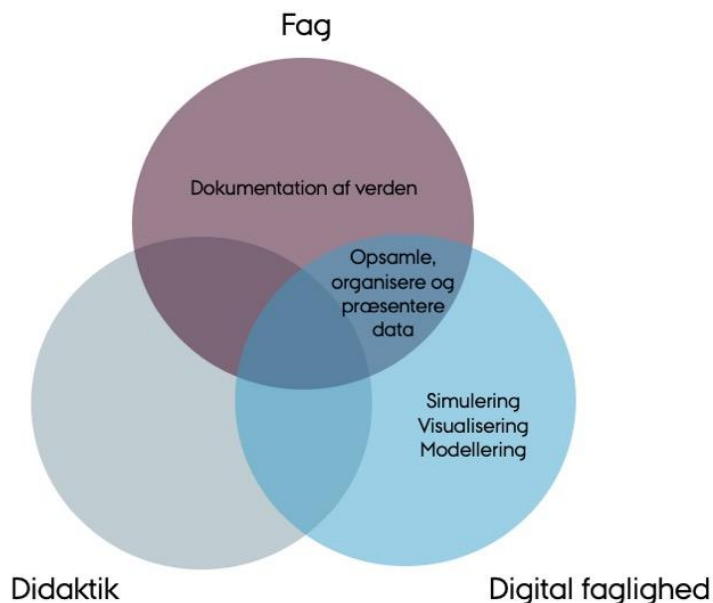 Fag
Dokumentation af verden
Opsamle,
organisere og
præsentere
data
Simulering
Visualisering
Modellering
Didaktik
Digital faglighed